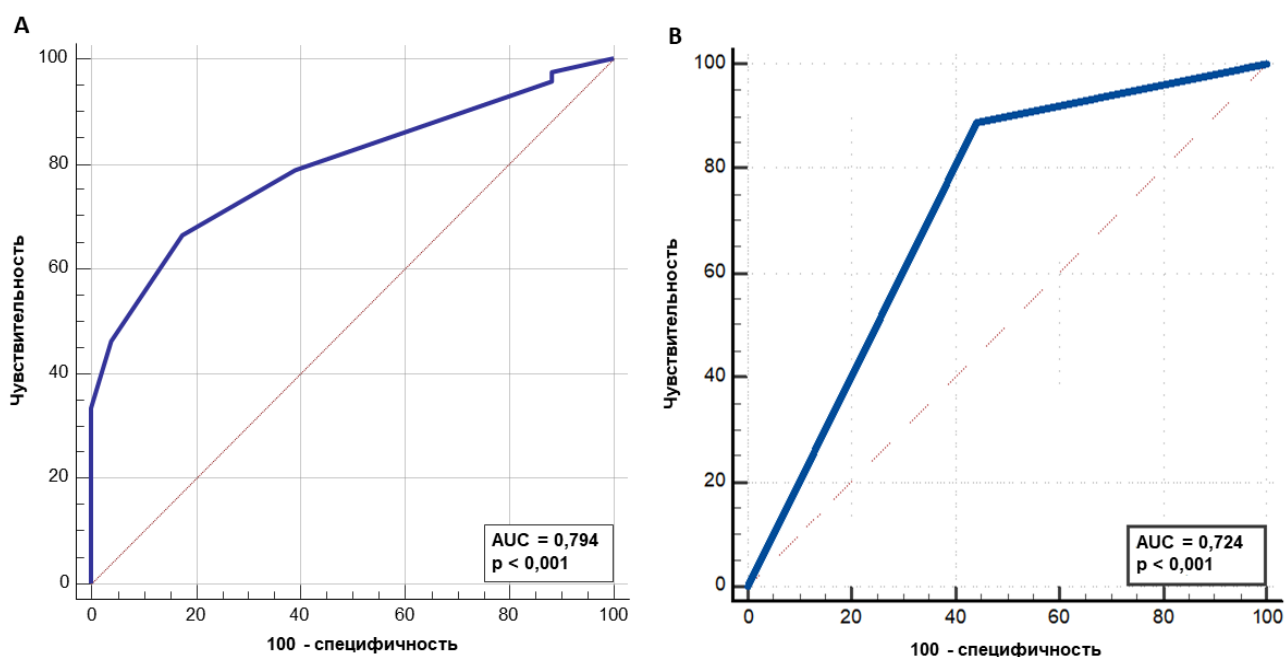 A
100
80
60
40
20
0
Чувствительность
0 20 40 60 80 100
100 - специфичность
AUC = 0,794
p < 0,001
B
100
80
60
40
20
0
Чувствительность
0 20 40 60 80 100
100 - специфичность
AUC = 0,724
p < 0,001